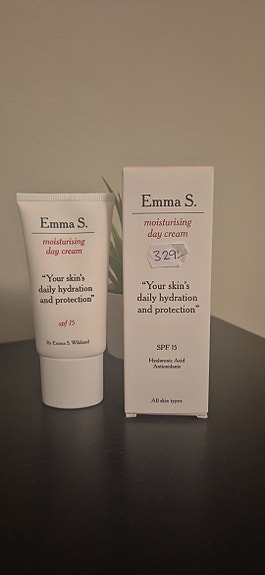 Emma S.
moisturising
day cream
"Your skin's
daily hydration
and protection"
spf 15
By Emma S. Wiklund
Emma S.
moisturising
day cream
329:-
"Your skin's
daily hydration
and protection"
SPF 15
Hyaluronic Acid
Antioxidants
All skin types